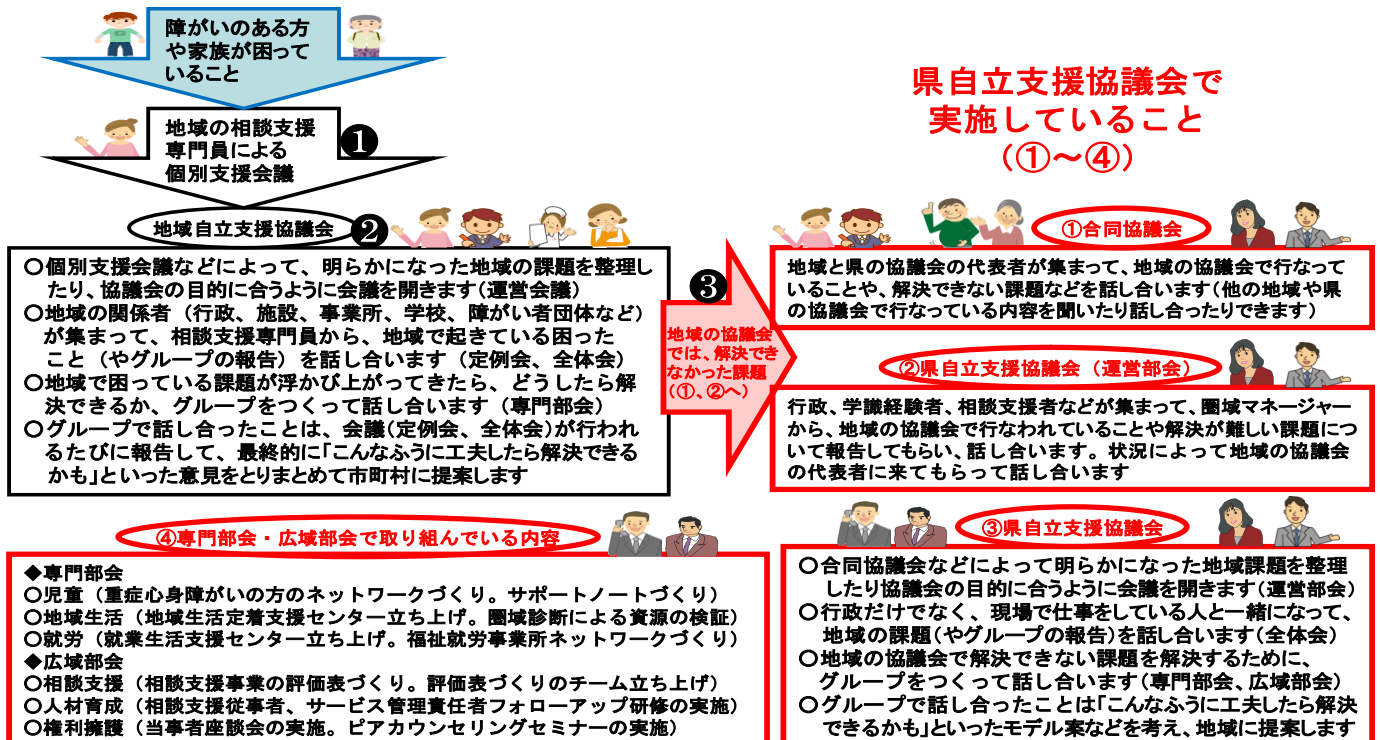 障がいのある方
や家族が困って
いること
地域の相談支援
専門員による
個別支援会議
❶
地域自立支援協議会
❷
〇個別支援会議などによって、明らかになった地域の課題を整理し
たり、協議会の目的に合うように会議を開きます(運営会議)
〇地域の関係者（行政、施設、事業所、学校、障がい者団体など）
が集まって、相談支援専門員から、地域で起きている困った
こと（やグループの報告）を話し合います（定例会、全体会）
〇地域で困っている課題が浮かび上がってきたら、どうしたら解
決できるか、グループをつくって話し合います（専門部会）
〇グループで話し合ったことは、会議(定例会、全体会)が行われ
るたびに報告して、最終的に「こんなふうに工夫したら解決できる
かも」といった意見をとりまとめて市町村に提案します
❸
地域の協議会
では、解決でき
なかった課題
(①、②へ)
県自立支援協議会で
実施していること
（①～④）
①合同協議会
地域と県の協議会の代表者が集まって、地域の協議会で行なって
いることや、解決できない課題などを話し合います(他の地域や県
の協議会で行なっている内容を聞いたり話し合ったりできます)
②県自立支援協議会（運営部会）
行政、学識経験者、相談支援者などが集まって、圏域マネージャー
から、地域の協議会で行なわれていることや解決が難しい課題につ
いて報告してもらい、話し合います。状況によって地域の協議会
の代表者に来てもらって話し合います
③県自立支援協議会
〇合同協議会などによって明らかになった地域課題を整理
したり協議会の目的に合うように会議を開きます(運営部会)
〇行政だけでなく、現場で仕事をしている人と一緒になって、
地域の課題(やグループの報告)を話し合います(全体会)
〇地域の協議会で解決できない課題を解決するために、
グループをつくって話し合います(専門部会、広域部会)
〇グループで話し合ったことは「こんなふうに工夫したら解決
できるかも」といったモデル案などを考え、地域に提案します
④専門部会・広域部会で取り組んでいる内容
◆専門部会
〇児童（重症心身障がいの方のネットワークづくり。サポートノートづくり）
〇地域生活（地域生活定着支援センター立ち上げ。圏域診断による資源の検証）
〇就労（就業生活支援センター立ち上げ。福祉就労事業所ネットワークづくり）
◆広域部会
〇相談支援（相談支援事業の評価表づくり。評価表づくりのチーム立ち上げ）
〇人材育成（相談支援従事者、サービス管理責任者フォローアップ研修の実施）
〇権利擁護（当事者座談会の実施。ピアカウンセリングセミナーの実施）